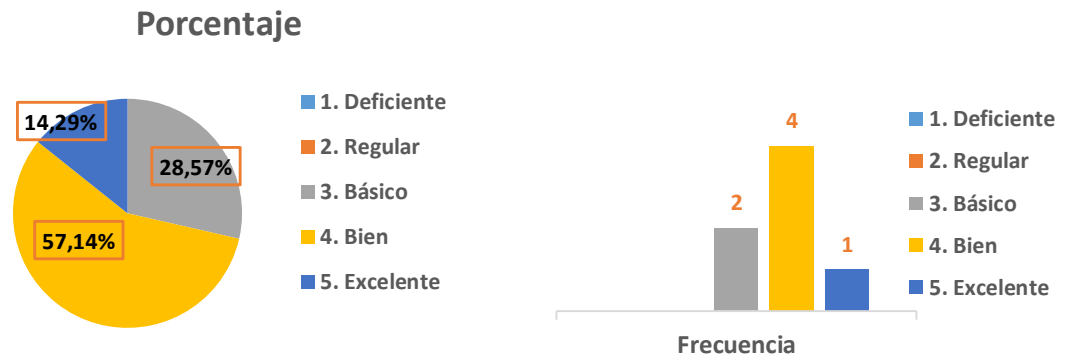 Porcentaje
14,29%
28,57%
57,14%
1. Deficiente
2. Regular
3. Básico
4. Bien
5. Excelente
2
4
1
Frecuencia
1. Deficiente
2. Regular
3. Básico
4. Bien
5. Excelente